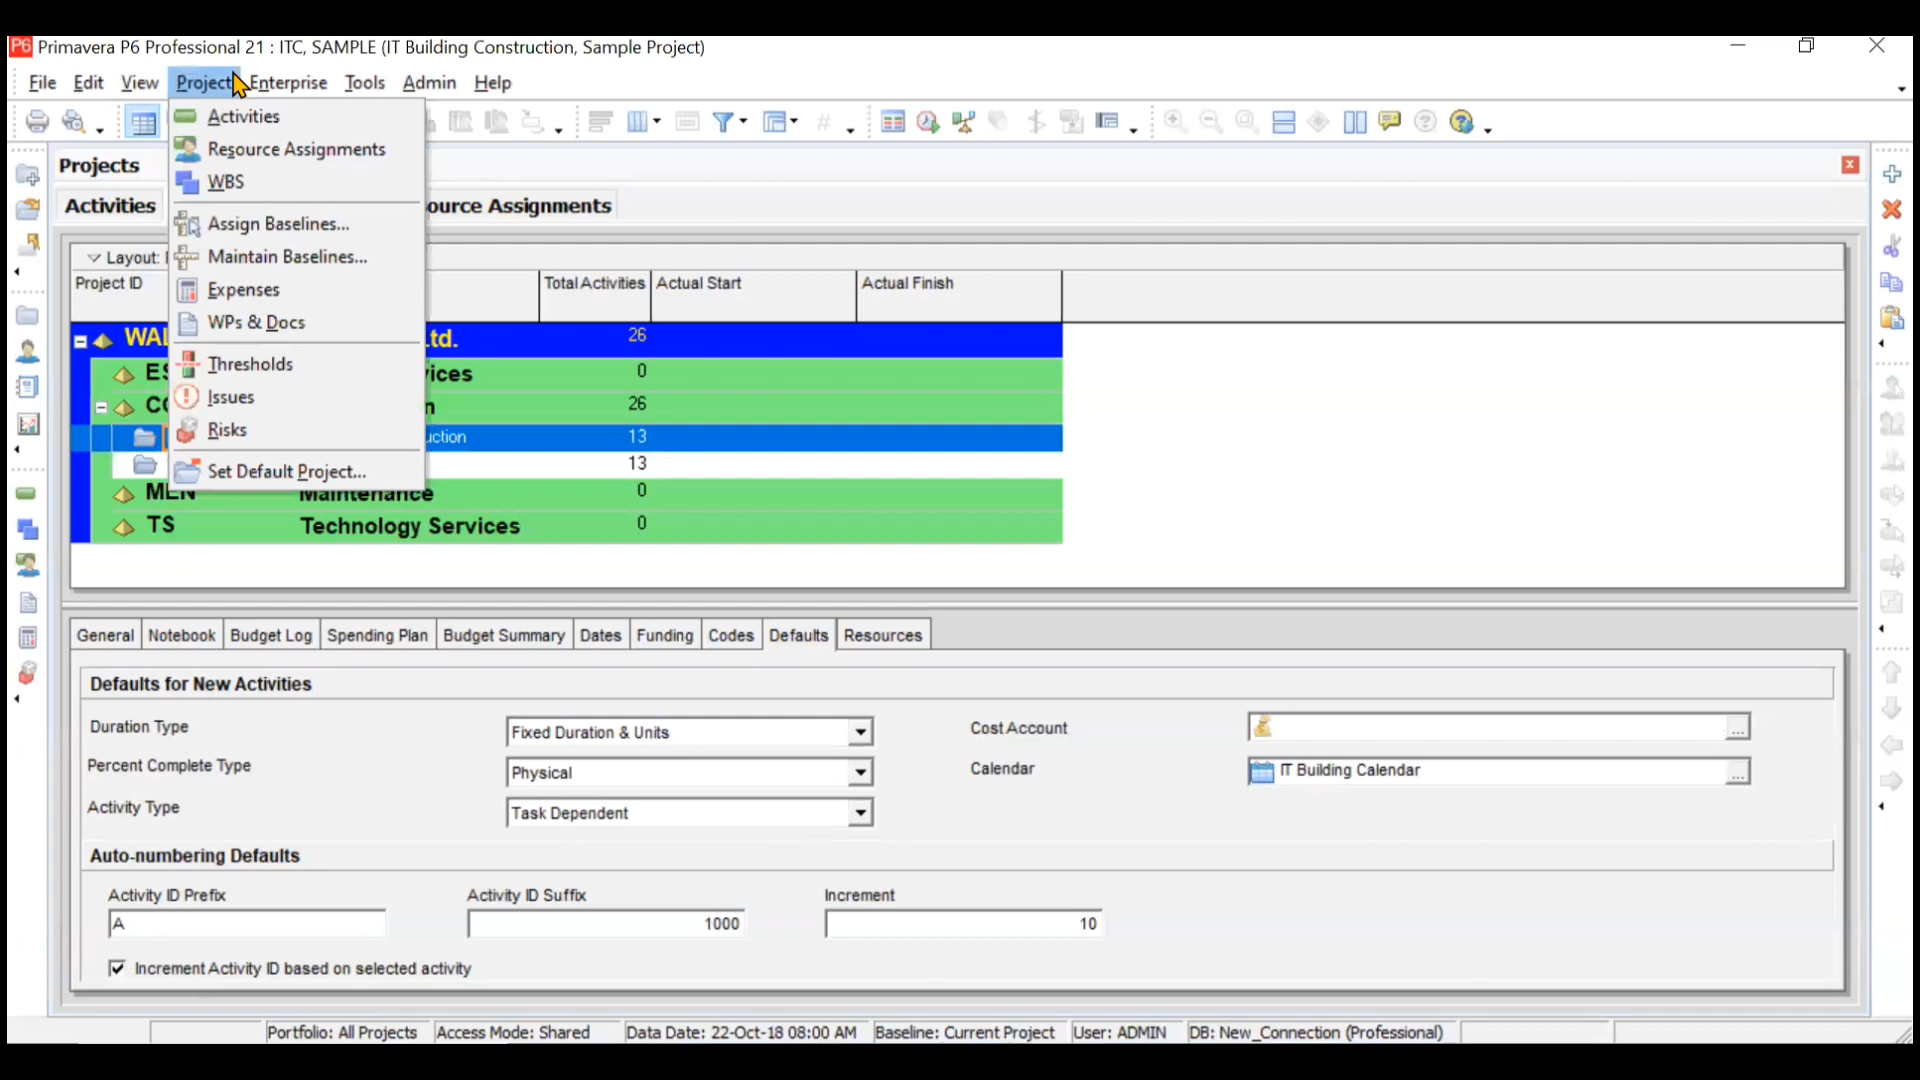 P6 Primavera P6 Professional 21 : ITC, SAMPLE (IT Building Construction, Sample Project)
File Edit View Project Enterprise Tools Admin Help
Projects
Activities
Resource Assignments
WBS
Assign Baselines...
Maintain Baselines...
Expenses
WPs & Docs
Thresholds
Issues
Risks
Set Default Project...
Activities Assignments
Layout:
Project ID Total Activities Actual Start Actual Finish
Ltd. 26
0
26
13
13
Maintenance 0
TS Technology Services 0
General Notebook Budget Log Spending Plan Budget Summary Dates Funding Codes Defaults Resources
Defaults for New Activities
Duration Type Fixed Duration & Units Cost Account ...
Percent Complete Type Physical Calendar IT Building Calendar ...
Activity Type Task Dependent
Auto-numbering Defaults
Activity ID Prefix Activity ID Suffix Increment
A 1000 10
Increment Activity ID based on selected activity
Portfolio: All Projects Access Mode: Shared Data Date: 22-Oct-18 08:00 AM Baseline: Current Project User: ADMIN DB: New_Connection (Professional)